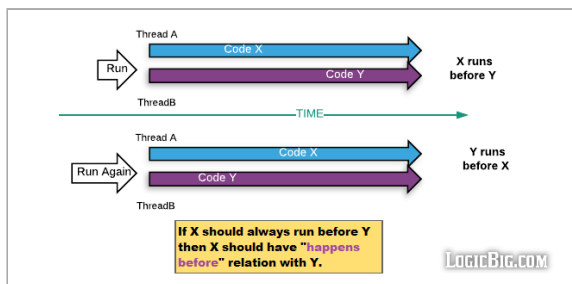 Thread A
Code X
Run
Code Y
X runs
before Y
ThreadB
TIME
Thread A
Code X
Run Again
Code Y
Y runs
before X
ThreadB
If X should always run before Y
then X should have "happens
before" relation with Y.
LOGICBIG.COM